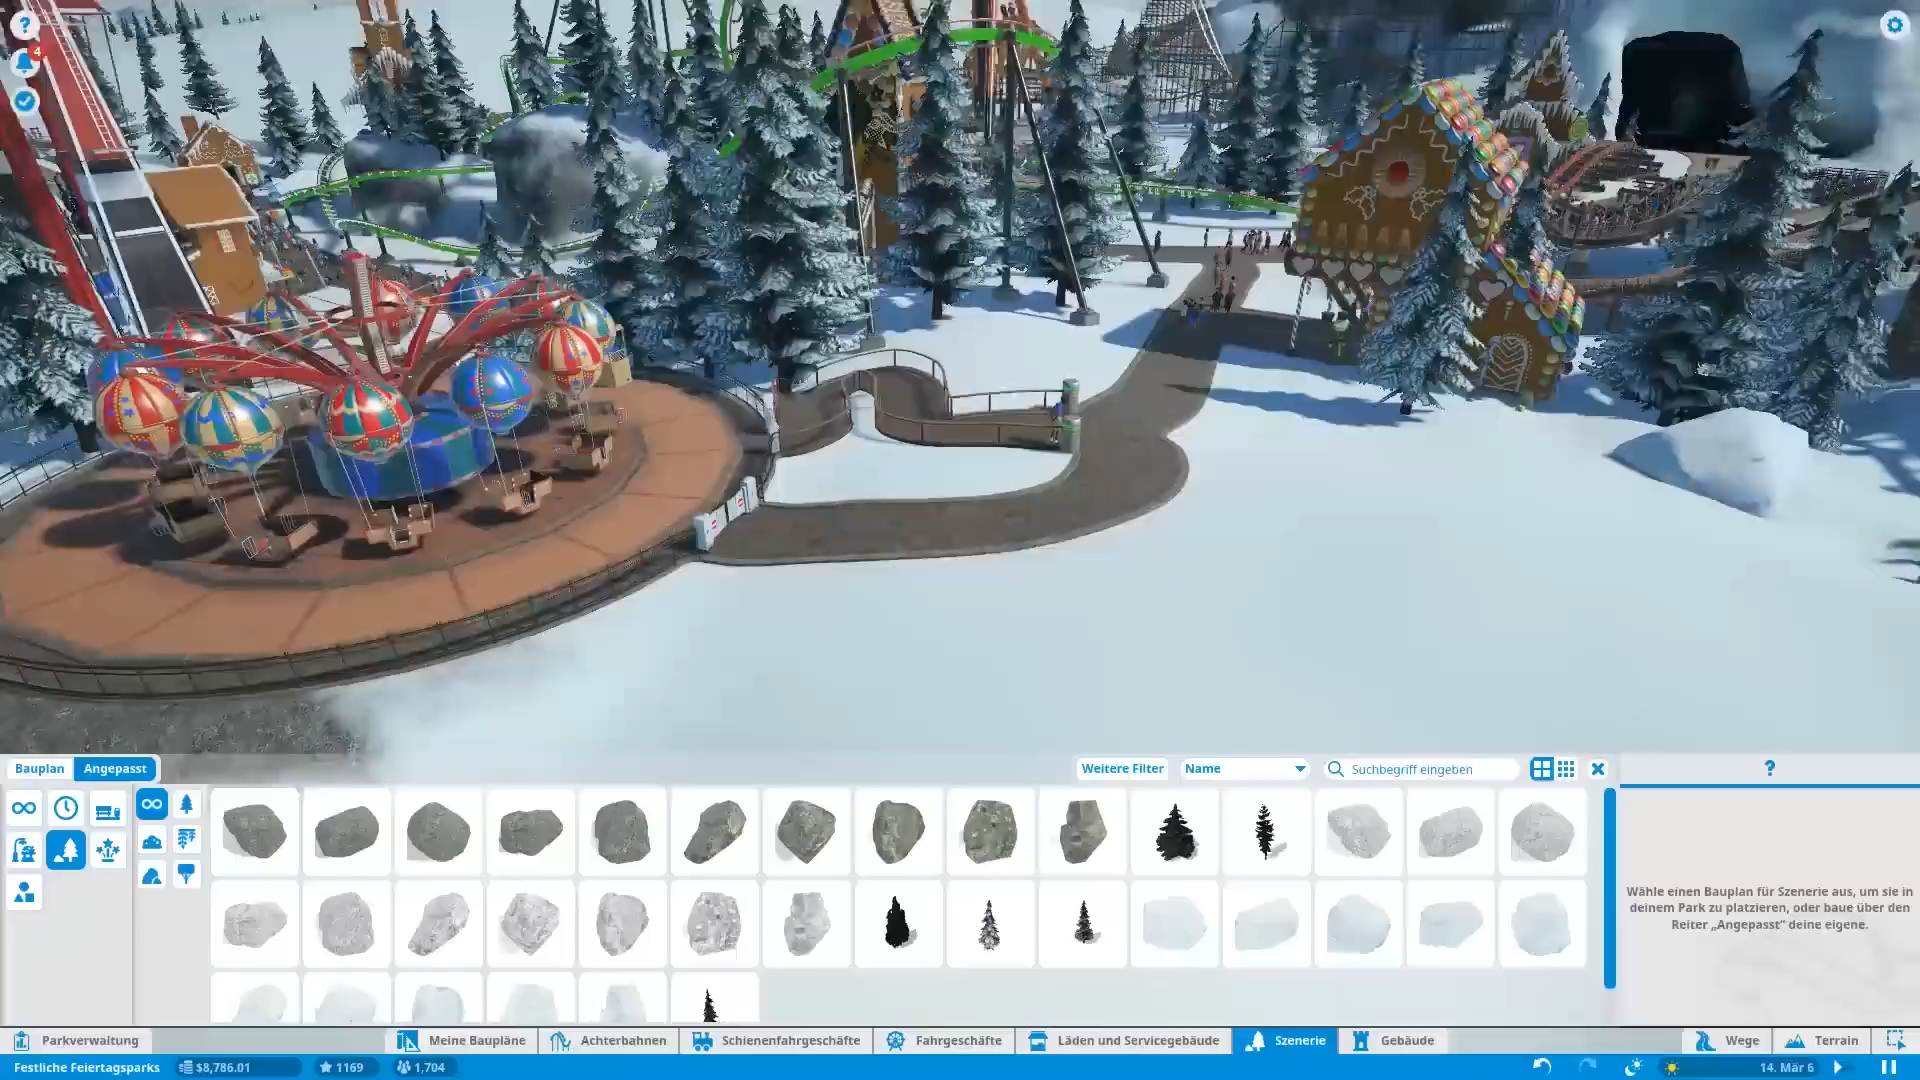 ?
4
Bauplan Angepasst Weitere Filter Name Suchbegriff eingeben ?
Wähle einen Bauplan für Szenerie aus, um sie in
deinem Park zu platzieren, oder baue über den
Reiter „Angepasst" deine eigene.
Parkverwaltung Meine Baupläne Achterbahnen Schienenfahrgeschäfte Fahrgeschäfte Läden und Servicegebäude Szenerie Gebäude Wege Terrain
Festliche Feiertagsparks $8,786.01 1169 1,704 14. Mär 6